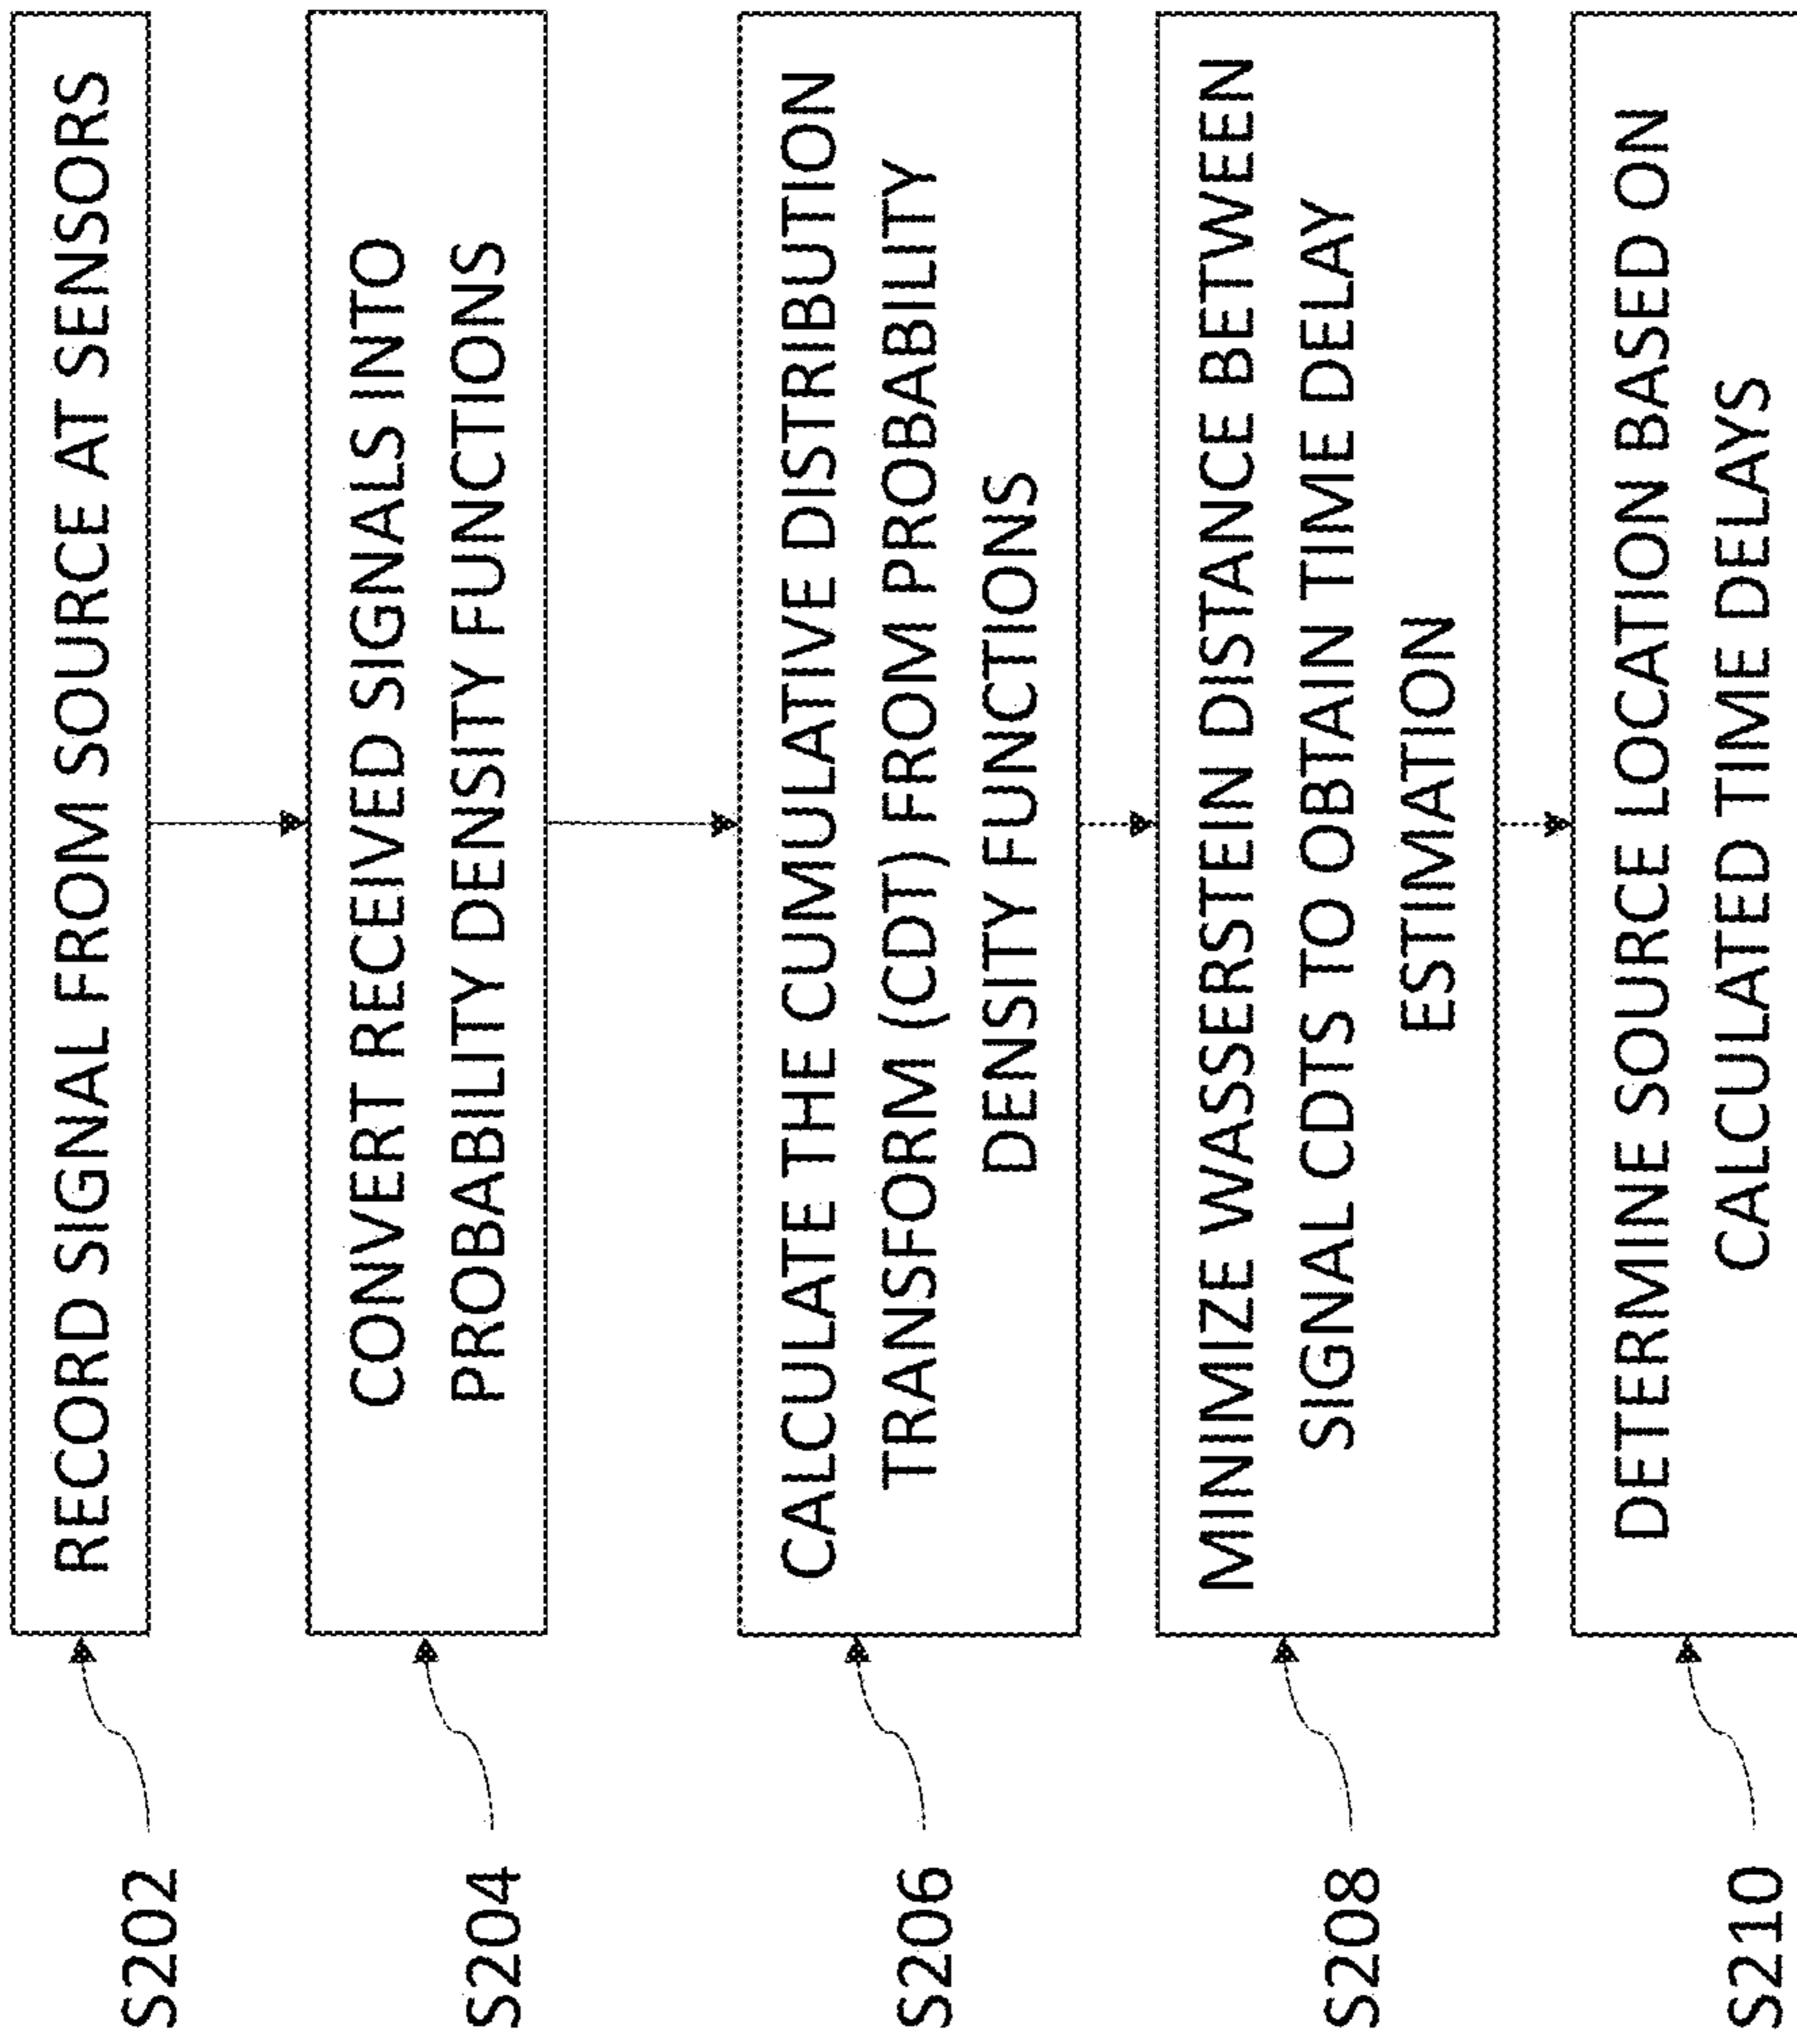 S202
RECORD SIGNAL FROM SOURCE AT SENSORS
S204
CONVERT RECEIVED SIGNALS INTO
PROBABILITY DENSITY FUNCTIONS
S206
CALCULATE THE CUMULATIVE DISTRIBUTION
TRANSFORM (CDT) FROM PROBABILITY
DENSITY FUNCTIONS
S208
MINIMIZE WASSERSTEIN DISTANCE BETWEEN
SIGNAL CDTS TO OBTAIN TIME DELAY
ESTIMATION
S210
DETERMINE SOURCE LOCATION BASED ON
CALCULATED TIME DELAYS